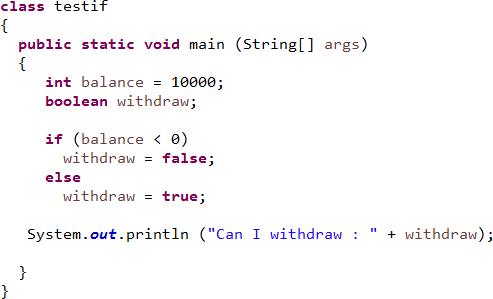 class testif
{
  public static void main (String[] args)
  {
     int balance = 10000;
     boolean withdraw;

     if (balance < 0)
       withdraw = false;
     else
       withdraw = true;

   System.out.println ("Can I withdraw : " + withdraw);

  }
}